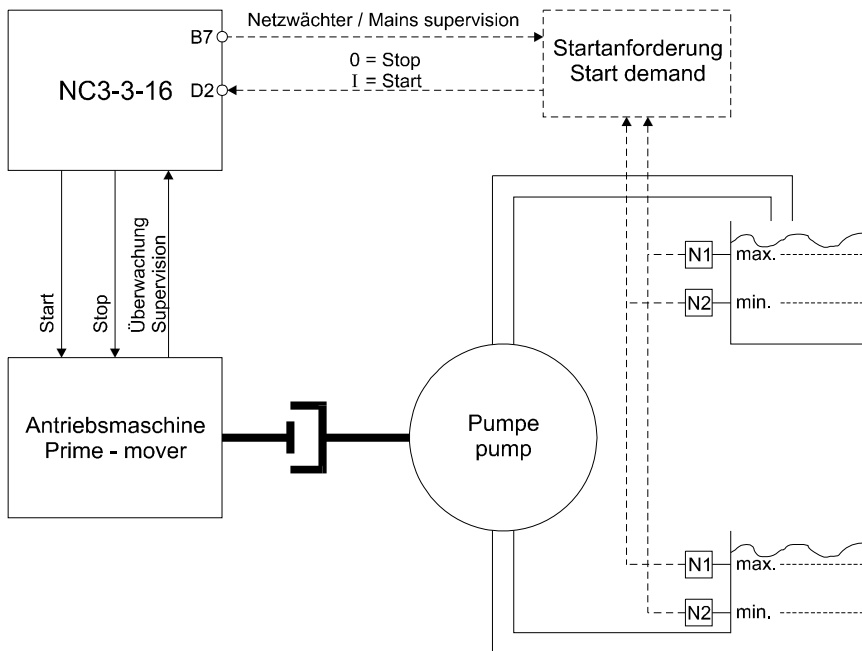 B7
Netzwächter / Mains supervision
NC3-3-16
D2
0 = Stop
I = Start
Startanforderung
Start demand
Start
Stop
Überwachung
Supervision
N1
max.
N2
min.
Antriebsmaschine
Prime - mover
Pumpe
pump
N1
max.
N2
min.